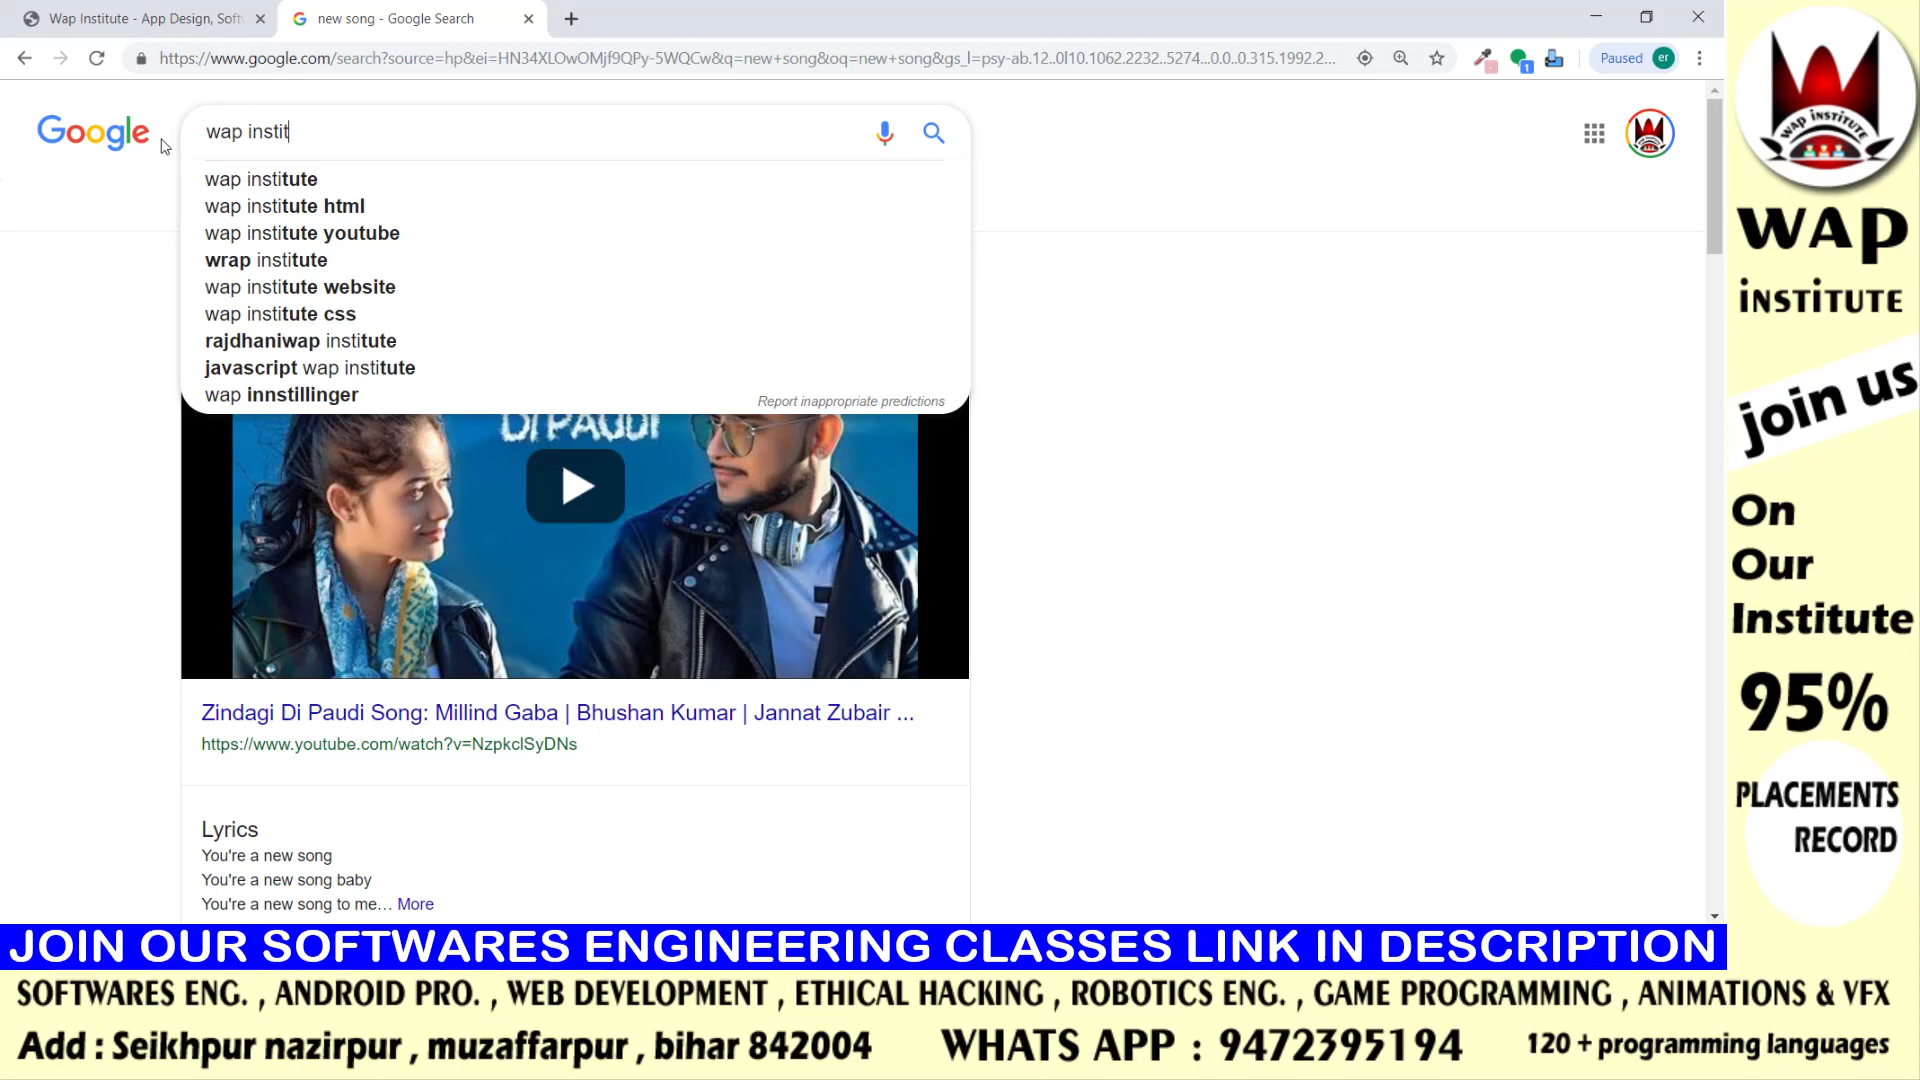 Wap Institute - App Design, Soft
new song - Google Search
https://www.google.com/search?source=hp&ei=HN34XLOwOMjf9QPy-5WQCw&q=new+song&oq=new+song&gs_l=psy-ab.12..0l10.1062.2232..5274...0.0..0.315.1992.2...
1
Paused
er
Google
wap instit
wap institute
wap institute html
wap institute youtube
wrap institute
wap institute website
wap institute css
rajdhaniwap institute
javascript wap institute
wap innstillinger
Report inappropriate predictions
DI PAUDI
Zindagi Di Paudi Song: Millind Gaba | Bhushan Kumar | Jannat Zubair ...
https://www.youtube.com/watch?v=NzpkclSyDNs
Lyrics
You're a new song
You're a new song baby
You're a new song to me… More
wap institute
WAP
institute
join us
On
Our
Institute
95%
PLACEMENTS
RECORD
JOIN OUR SOFTWARES ENGINEERING CLASSES LINK IN DESCRIPTION
SOFTWARES ENG. , ANDROID PRO. , WEB DEVELOPMENT , ETHICAL HACKING , ROBOTICS ENG. , GAME PROGRAMMING , ANIMATIONS & VFX
Add : Seikhpur nazirpur , muzaffarpur , bihar 842004 WHATS APP : 9472395194 120 + programming languages